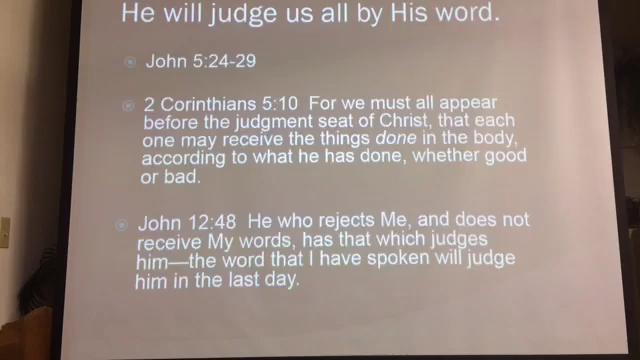 He will judge us all by His word.
John 5:24-29
2 Corinthians 5:10 For we must all appear
before the judgment seat of Christ, that each
one may receive the things done in the body,
according to what he has done, whether good
or bad.
John 12:48 He who rejects Me, and does not
receive My words, has that which judges
him—the word that I have spoken will judge
him in the last day.